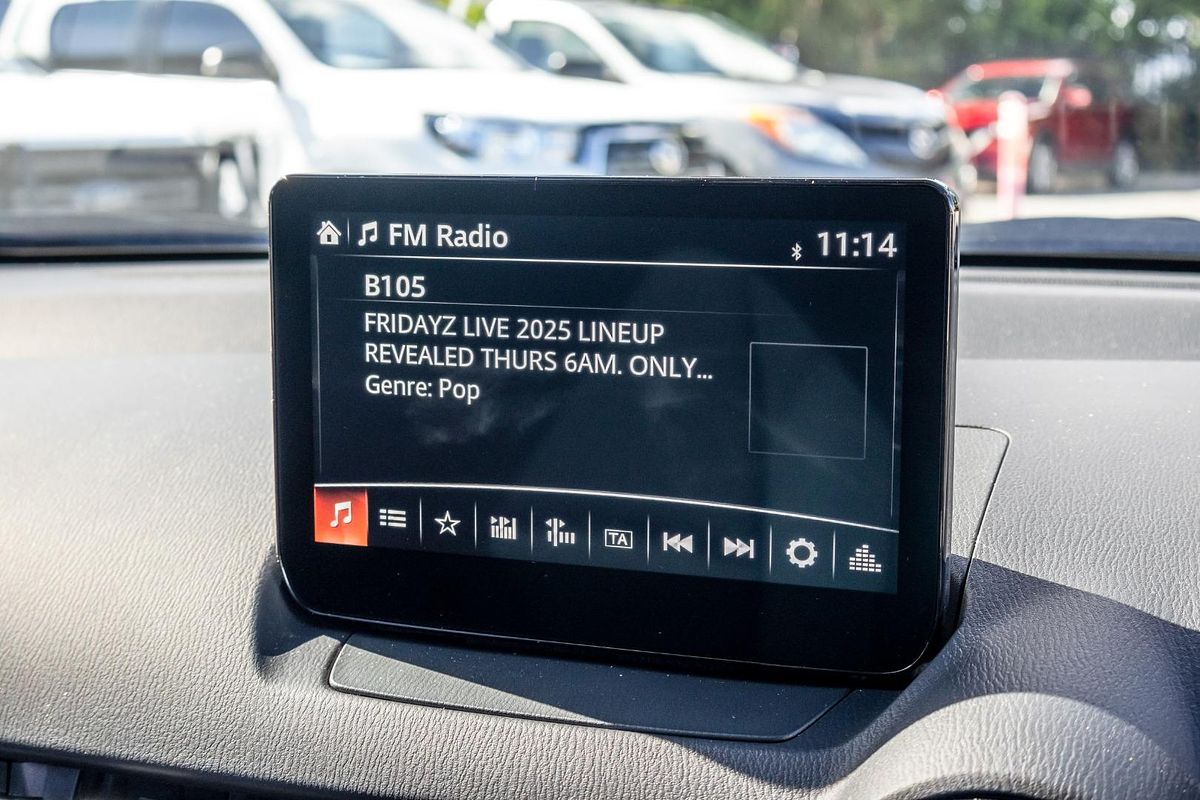 FM Radio
11:14
B105
FRIDAYZ LIVE 2025 LINEUP
REVEALED THURS 6AM. ONLY...
Genre: Pop
TA